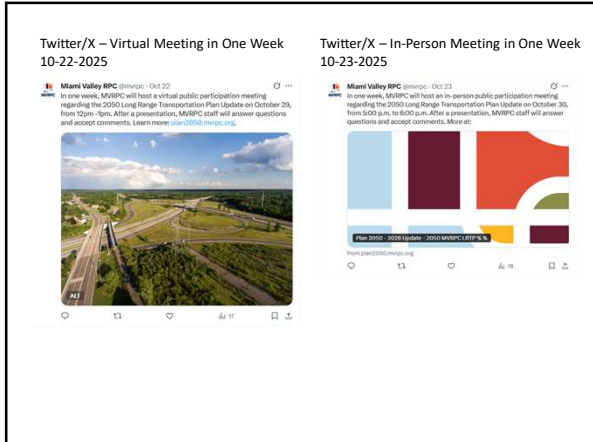 Twitter/X – Virtual Meeting in One Week
10-22-2025
Miami Valley RPC @mvrpc · Oct 22
In one week, MVRPC will host a virtual public participation meeting
regarding the 2050 Long Range Transportation Plan Update on October 29,
from 12pm -1pm. After a presentation, MVRPC staff will answer questions
and accept comments. Learn more: plan2050.mvrpc.org.
ALT
17
Twitter/X – In-Person Meeting in One Week
10-23-2025
Miami Valley RPC @mvrpc · Oct 23
In one week, MVRPC will host an in-person public participation meeting
regarding the 2050 Long Range Transportation Plan Update on October 30,
from 5:00 p.m. to 6:00 p.m. After a presentation, MVRPC staff will answer
questions and accept comments. More at:
Plan 2050 - 2026 Update - 2050 MVRPC LRTP % %
From plan2050.mvrpc.org
18